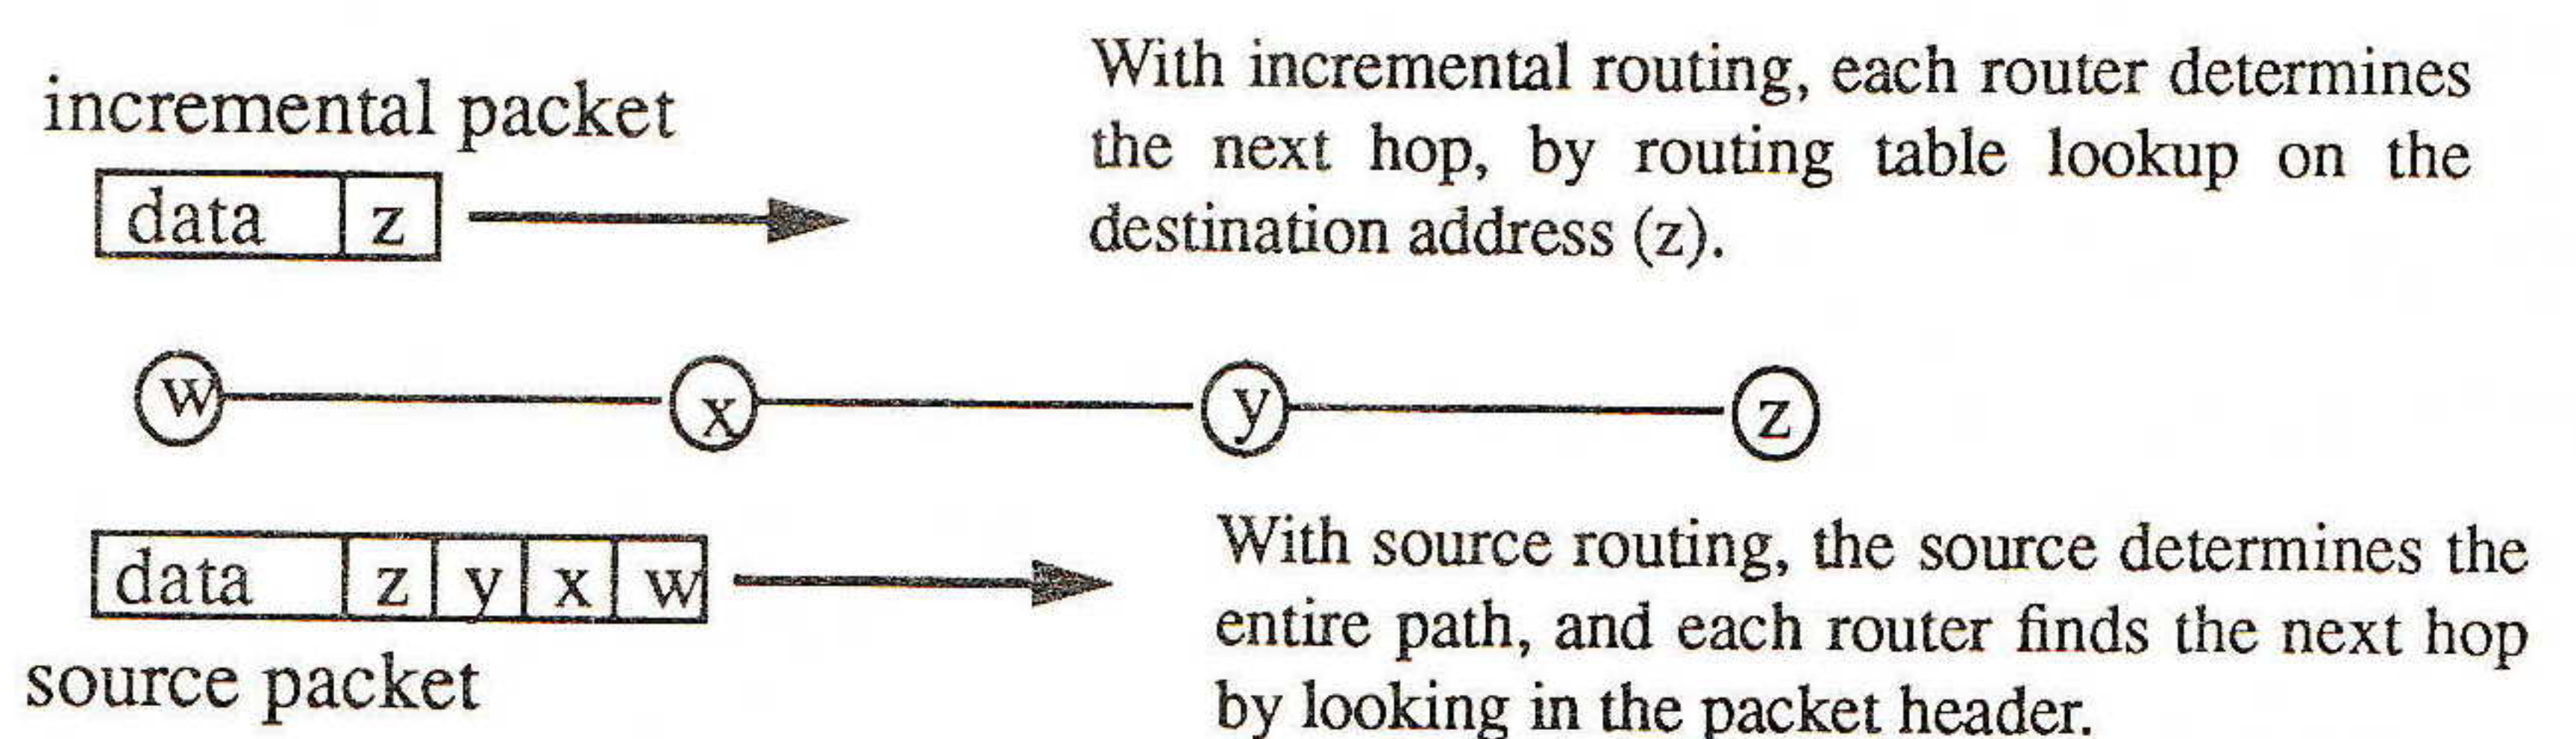 incremental packet
data z
With incremental routing, each router determines
the next hop, by routing table lookup on the
destination address (z).
w x y z
data z y x w
source packet
With source routing, the source determines the
entire path, and each router finds the next hop
by looking in the packet header.